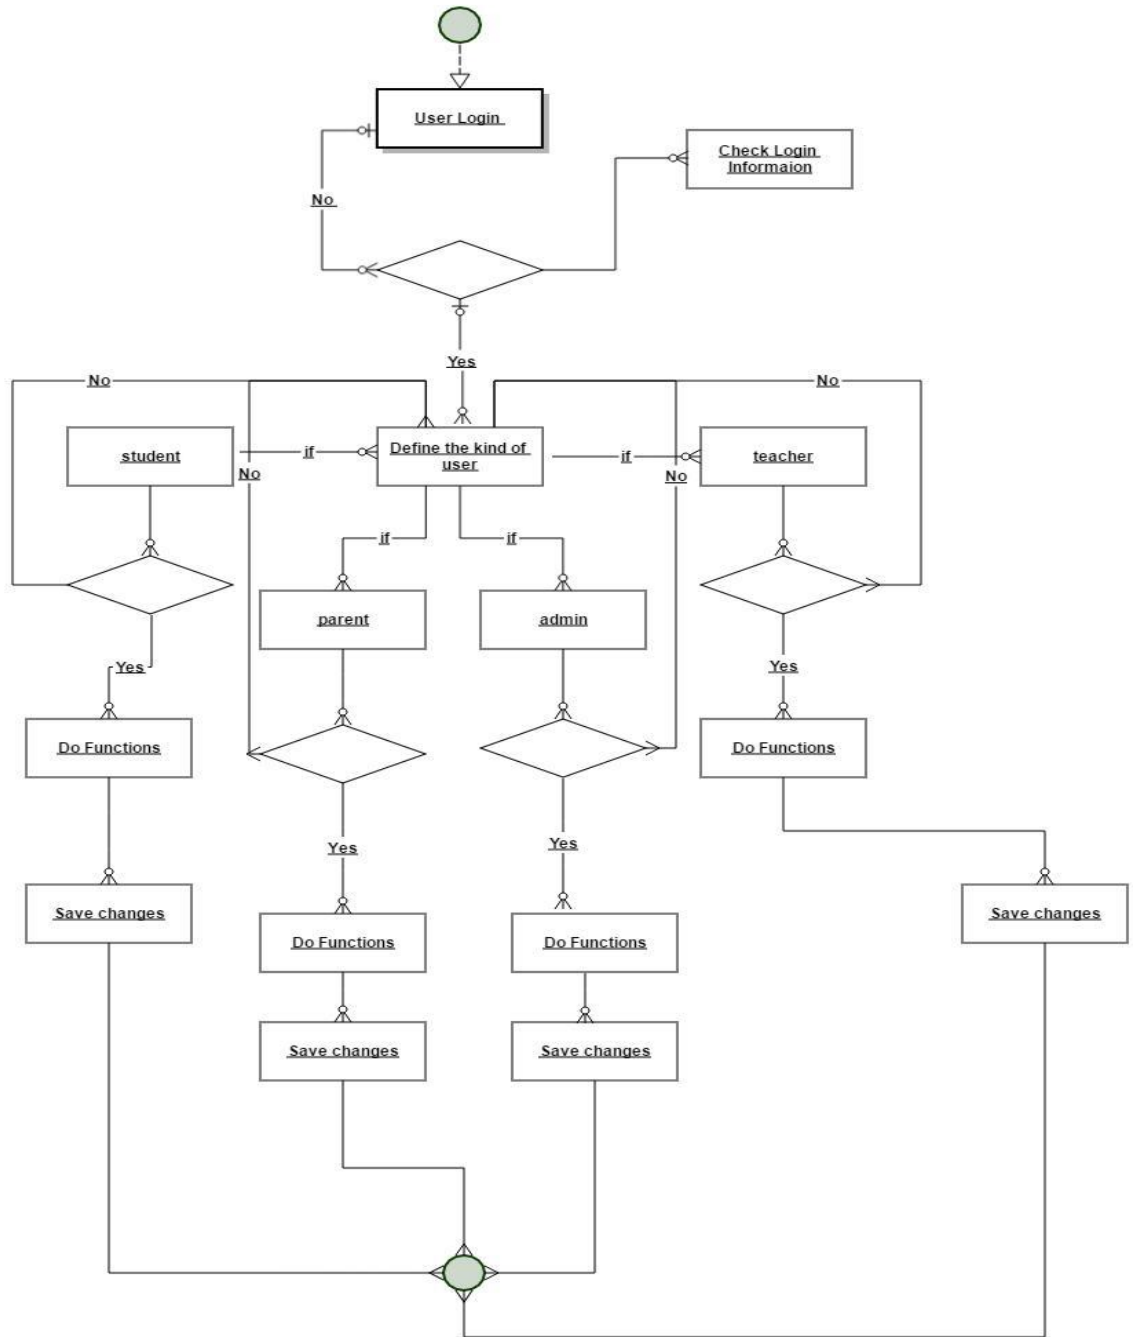 User Login
Check Login
Informaion
No
Yes
No
No
student
if
Define the kind of
user
if
teacher
No
No
if
if
parent
admin
Yes
Yes
Do Functions
Do Functions
Yes
Yes
Save changes
Save changes
Do Functions
Do Functions
Save changes
Save changes